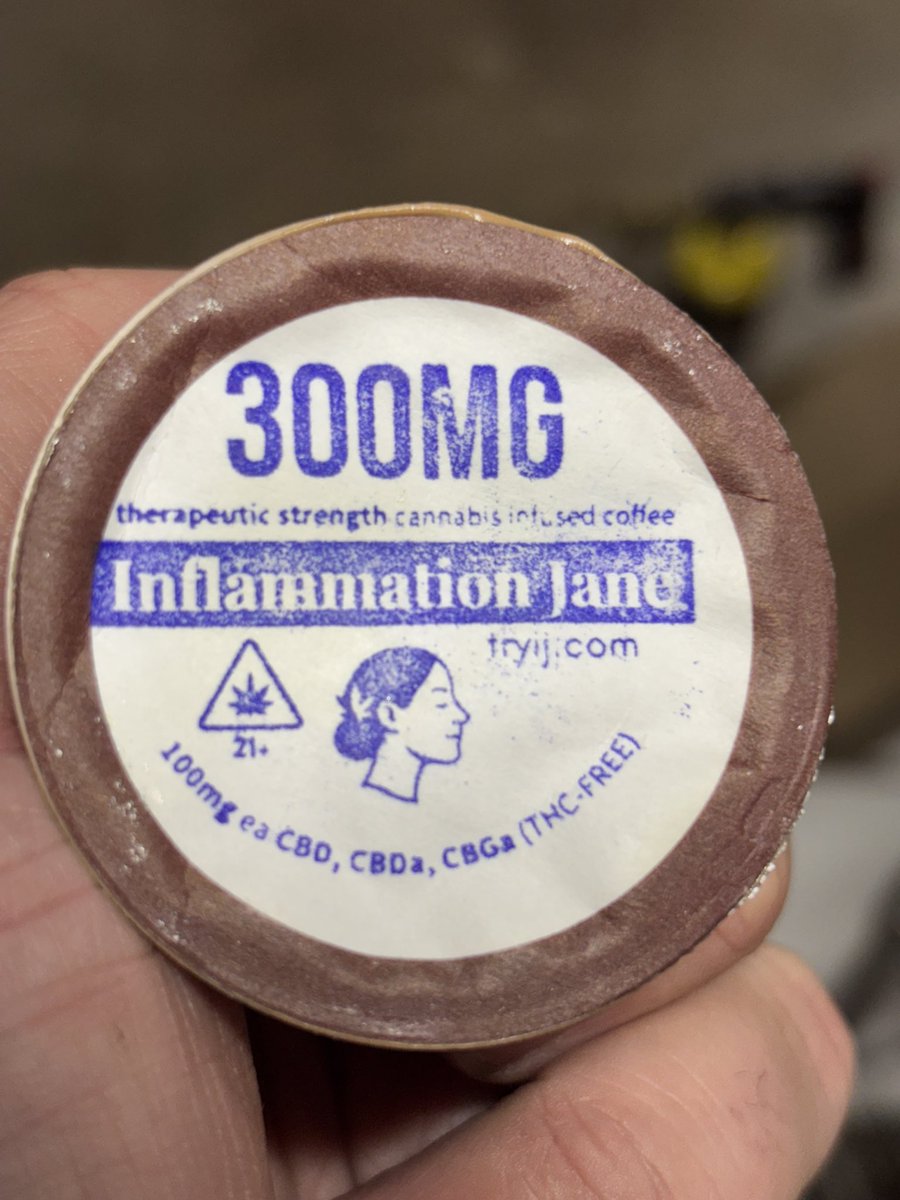 300MG
therapeutic strength cannabis infused coffee
Inflammation Jane
tryij.com
21+
100mg ea CBD, CBDa, CBGa (THC-FREE)